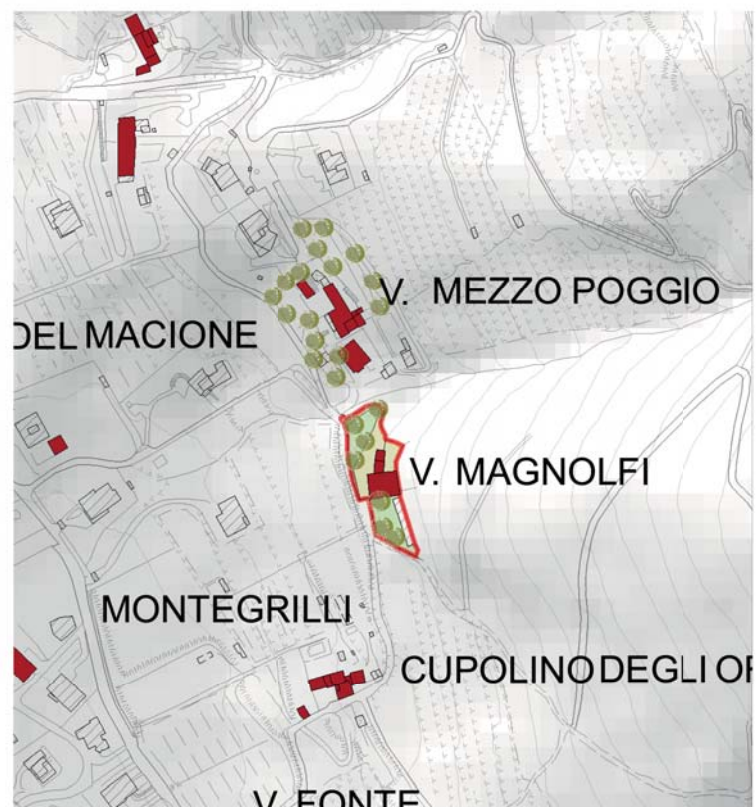 V. MEZZO POGGIO
DEL MACIONE
V. MAGNOLFI
MONTEGRILLI
CUPOLINO DEGLI
V. FONTE